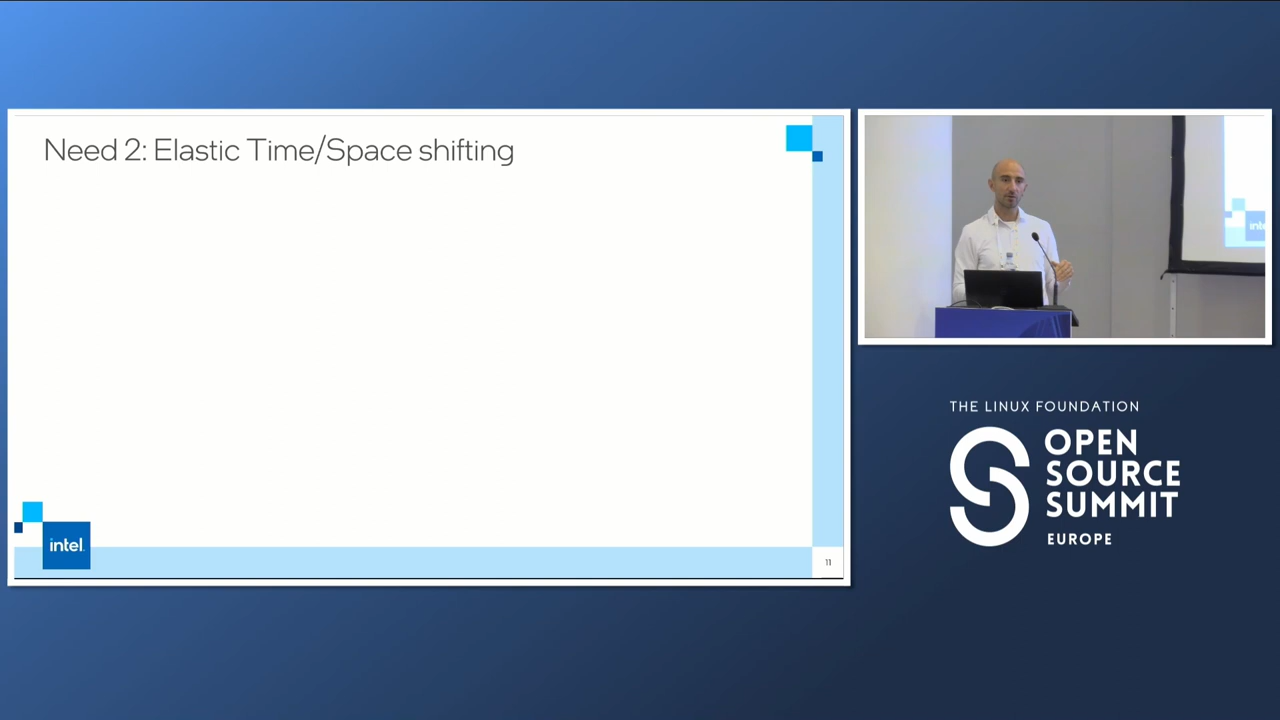 Need 2: Elastic Time/Space shifting
intel.
11
THE LINUX FOUNDATION
OPEN
SOURCE
SUMMIT
EUROPE